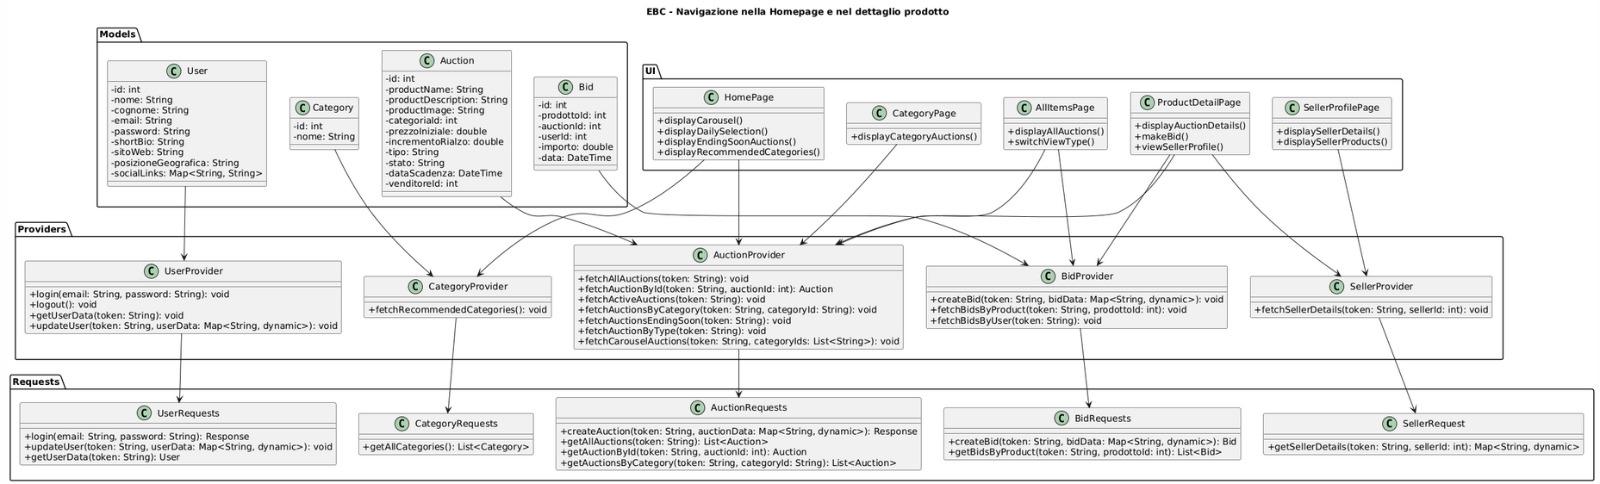 EBC - Navigazione nella Homepage e nel dettaglio prodotto
Models
C User
-id: int
-nome: String
-cognome: String
-email: String
-password: String
-shortBio: String
-sitoWeb: String
-posizioneGeografica: String
-socialLinks: Map<String, String>
C Category
-id: int
-nome: String
C Auction
-id: int
-productName: String
-productDescription: String
-productImage: String
-categoriaId: int
-prezzoIniziale: double
-incrementoRialzo: double
-tipo: String
-stato: String
-dataScadenza: DateTime
-venditoreId: int
C Bid
-id: int
-prodottoId: int
-auctionId: int
-userId: int
-importo: double
-data: DateTime
UI
C HomePage
+displayCarousel()
+displayDailySelection()
+displayEndingSoonAuctions()
+displayRecommendedCategories()
C CategoryPage
+displayCategoryAuctions()
C AllItemsPage
+displayAllAuctions()
+switchViewType()
C ProductDetailPage
+displayAuctionDetails()
+makeBid()
+viewSellerProfile()
C SellerProfilePage
+displaySellerDetails()
+displaySellerProducts()
Providers
C UserProvider
+login(email: String, password: String): void
+logout(): void
+getUserData(token: String): void
+updateUser(token: String, userData: Map<String, dynamic>): void
C CategoryProvider
+fetchRecommendedCategories(): void
C AuctionProvider
+fetchAllAuctions(token: String): void
+fetchAuctionById(token: String, auctionId: int): Auction
+fetchActiveAuctions(token: String): void
+fetchAuctionsByCategory(token: String, categoryId: String): void
+fetchAuctionsEndingSoon(token: String): void
+fetchAuctionByType(token: String): void
+fetchCarouselAuctions(token: String, categoryIds: List<String>): void
C BidProvider
+createBid(token: String, bidData: Map<String, dynamic>): void
+fetchBidsByProduct(token: String, prodottoId: int): void
+fetchBidsByUser(token: String): void
C SellerProvider
+fetchSellerDetails(token: String, sellerId: int): void
Requests
C UserRequests
+login(email: String, password: String): Response
+updateUser(token: String, userData: Map<String, dynamic>): void
+getUserData(token: String): User
C CategoryRequests
+getAllCategories(): List<Category>
C AuctionRequests
+createAuction(token: String, auctionData: Map<String, dynamic>): Response
+getAllAuctions(token: String): List<Auction>
+getAuctionById(token: String, auctionId: int): Auction
+getAuctionsByCategory(token: String, categoryId: String): List<Auction>
C BidRequests
+createBid(token: String, bidData: Map<String, dynamic>): Bid
+getBidsByProduct(token: String, prodottoId: int): List<Bid>
C SellerRequest
+getSellerDetails(token: String, sellerId: int): Map<String, dynamic>